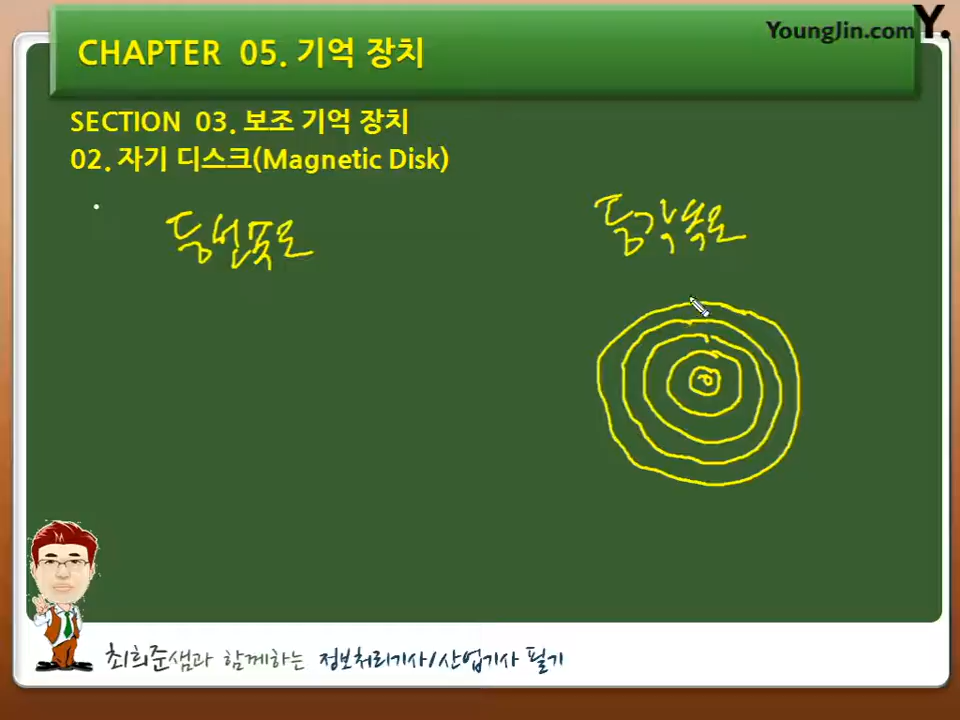 YoungJin.com Y.
CHAPTER 05. 기억 장치
SECTION 03. 보조 기억 장치
02. 자기 디스크(Magnetic Disk)
등선속도
등각속도
최희준샘과 함께하는 정보처리기사/산업기사 필기